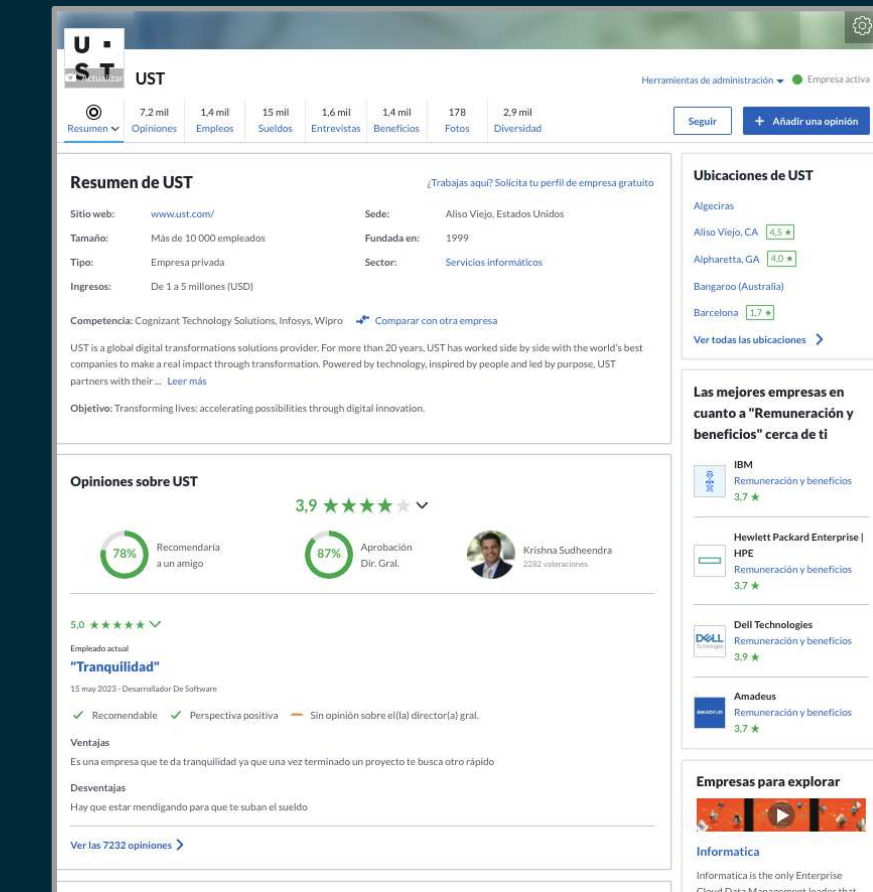 U
S T
Actualizar
UST
Herramientas de administración
Empresa activa
Resumen
7,2 mil
Opiniones
1,4 mil
Empleos
15 mil
Sueldos
1,6 mil
Entrevistas
1,4 mil
Beneficios
178
Fotos
2,9 mil
Diversidad
Seguir
+ Añadir una opinión
Resumen de UST
¿Trabajas aquí? Solicita tu perfil de empresa gratuito
Sitio web: www.ust.com/
Sede: Aliso Viejo, Estados Unidos
Tamaño: Más de 10 000 empleados
Fundada en: 1999
Tipo: Empresa privada
Sector: Servicios informáticos
Ingresos: De 1 a 5 millones (USD)
Competencia: Cognizant Technology Solutions, Infosys, Wipro Comparar con otra empresa
UST is a global digital transformations solutions provider. For more than 20 years, UST has worked side by side with the world's best
companies to make a real impact through transformation. Powered by technology, inspired by people and led by purpose, UST
partners with their ... Leer más
Objetivo: Transforming lives: accelerating possibilities through digital innovation.
Opiniones sobre UST
3,9 ★★★★★
78%
Recomendaría
a un amigo
87%
Aprobación
Dir. Gral.
Krishna Sudheendra
2282 valoraciones
5,0 ★★★★★
Empleado actual
"Tranquilidad"
15 may 2023 - Desarrollador De Software
Recomendable
Perspectiva positiva
Sin opinión sobre el(la) director(a) gral.
Ventajas
Es una empresa que te da tranquilidad ya que una vez terminado un proyecto te busca otro rápido
Desventajas
Hay que estar mendigando para que te suban el sueldo
Ver las 7232 opiniones
Ubicaciones de UST
Algeciras
Aliso Viejo, CA 4,5 ★
Alpharetta, GA 4,0 ★
Bangaroo (Australia)
Barcelona 1,7 ★
Ver todas las ubicaciones
Las mejores empresas en
cuanto a "Remuneración y
beneficios" cerca de ti
IBM
Remuneración y beneficios
3,7 ★
Hewlett Packard Enterprise |
HPE
Remuneración y beneficios
3,7 ★
DELL
Technologies
Dell Technologies
Remuneración y beneficios
3,9 ★
amadeus
Amadeus
Remuneración y beneficios
3,7 ★
Empresas para explorar
Informatica
Informatica is the only Enterprise
Cloud Data Management leader that